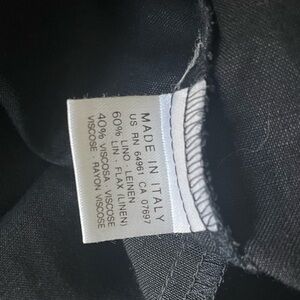 MADE IN ITALY
US RN 64961 CA 07697
60% LINO · LEINEN
LIN · FLAX (LINEN)
40% VISCOSA · VISCOSE
VISCOSE · RAYON VISCOSE